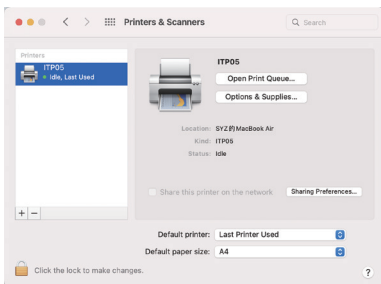 Printers & Scanners
Search
Printers
ITP05
Idle, Last Used
ITP05
Open Print Queue...
Options & Supplies...
Location: SYZ的 MacBook Air
Kind: ITP05
Status: Idle
Share this printer on the network
Sharing Preferences...
+ −
Default printer: Last Printer Used
Default paper size: A4
Click the lock to make changes.
?